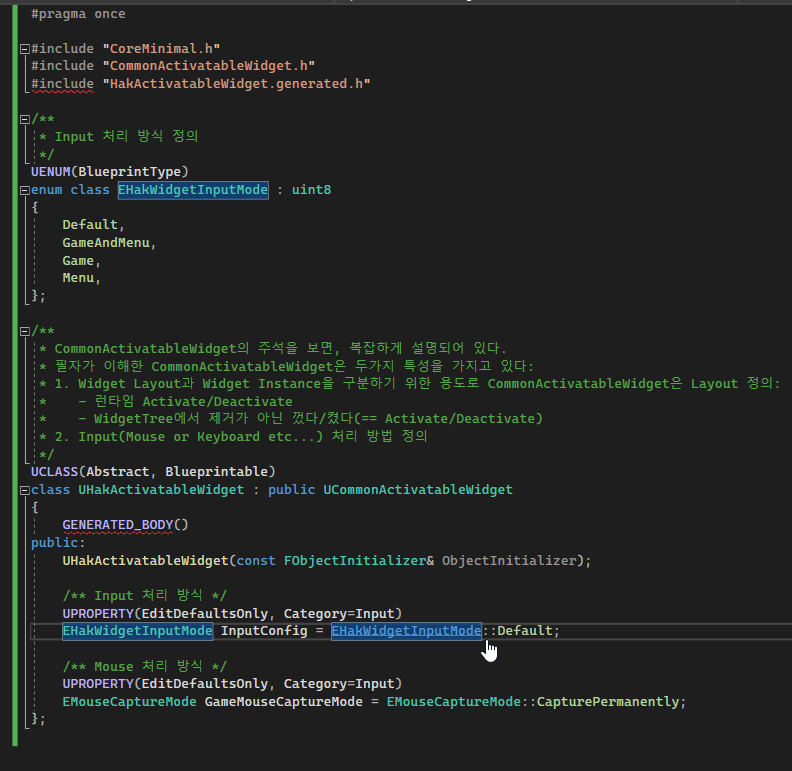 #pragma once
#include "CoreMinimal.h"
#include "CommonActivatableWidget.h"
#include "HakActivatableWidget.generated.h"
/**
* Input 처리 방식 정의
*/
UENUM(BlueprintType)
enum class EHakWidgetInputMode : uint8
{
Default,
GameAndMenu,
Game,
Menu,
};
/**
* CommonActivatableWidget의 주석을 보면, 복잡하게 설명되어 있다.
* 필자가 이해한 CommonActivatableWidget은 두가지 특성을 가지고 있다:
* 1. Widget Layout과 Widget Instance을 구분하기 위한 용도로 CommonActivatableWidget은 Layout 정의:
*    - 런타임 Activate/Deactivate
*    - WidgetTree에서 제거가 아닌 껐다/켰다(== Activate/Deactivate)
* 2. Input(Mouse or Keyboard etc...) 처리 방법 정의
*/
UCLASS(Abstract, Blueprintable)
class UHakActivatableWidget : public UCommonActivatableWidget
{
GENERATED_BODY()
public:
UHakActivatableWidget(const FObjectInitializer& ObjectInitializer);
/** Input 처리 방식 */
UPROPERTY(EditDefaultsOnly, Category=Input)
EHakWidgetInputMode InputConfig = EHakWidgetInputMode::Default;
/** Mouse 처리 방식 */
UPROPERTY(EditDefaultsOnly, Category=Input)
EMouseCaptureMode GameMouseCaptureMode = EMouseCaptureMode::CapturePermanently;
};